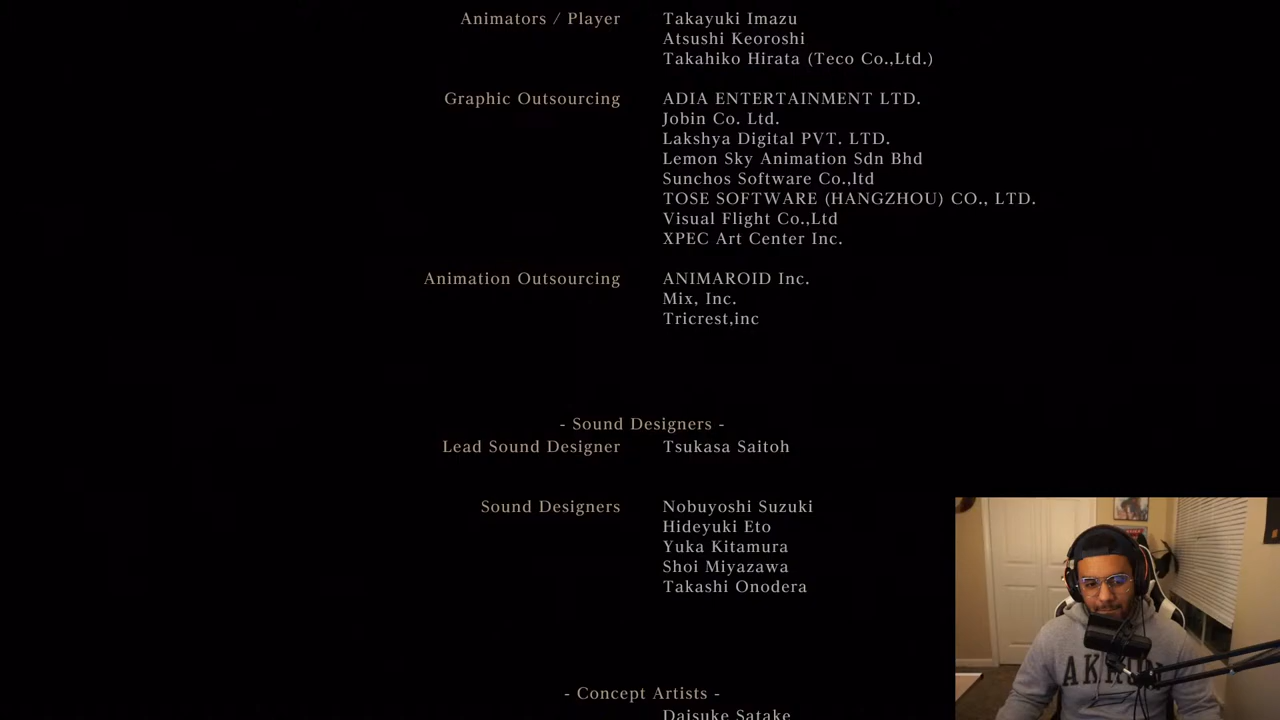 Animators / Player Takayuki Imazu
Atsushi Keoroshi
Takahiko Hirata (Teco Co.,Ltd.)
Graphic Outsourcing ADIA ENTERTAINMENT LTD.
Jobin Co. Ltd.
Lakshya Digital PVT. LTD.
Lemon Sky Animation Sdn Bhd
Sunchos Software Co.,ltd
TOSE SOFTWARE (HANGZHOU) CO., LTD.
Visual Flight Co.,Ltd
XPEC Art Center Inc.
Animation Outsourcing ANIMAROID Inc.
Mix, Inc.
Tricrest,inc
- Sound Designers -
Lead Sound Designer Tsukasa Saitoh
Sound Designers Nobuyoshi Suzuki
Hideyuki Eto
Yuka Kitamura
Shoi Miyazawa
Takashi Onodera
- Concept Artists -
Daisuke Satake